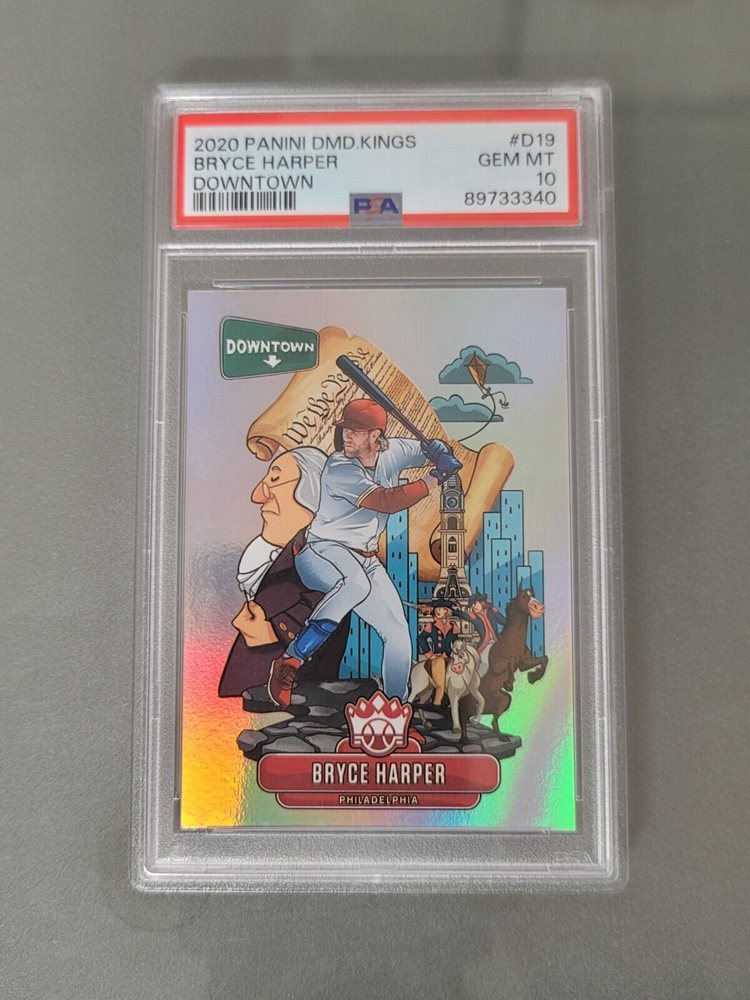 2020 PANINI DMD.KINGS #D19
BRYCE HARPER GEM MT
DOWNTOWN 10
PSA 89733340
DOWNTOWN
We the People
BRYCE HARPER
PHILADELPHIA